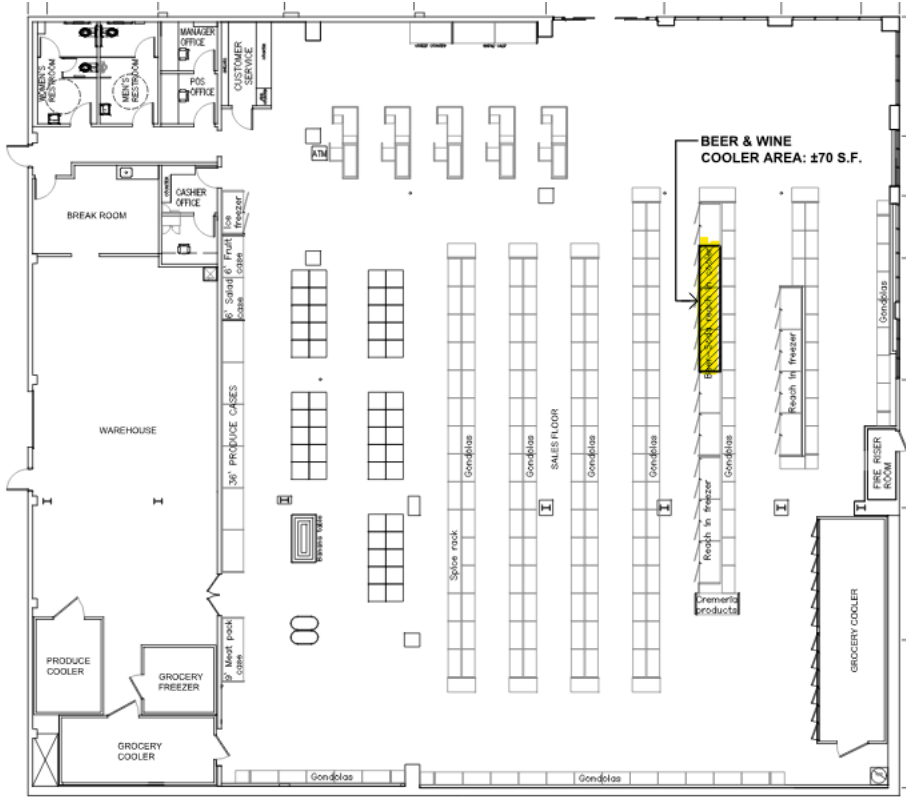 MANAGER
OFFICE
CUSTOMER
SERVICE
WOMEN'S
RESTROOM
MEN'S
RESTROOM
POS
OFFICE
ATM
BEER & WINE
COOLER AREA: ±70 S.F.
CASHIER
OFFICE
BREAK ROOM
Ice
freezer
6' Fruit
case
6' Salad
case
Gondolas
Reach in freezer
WAREHOUSE
36' PRODUCE CASES
Gondolas
Gondolas
SALES FLOOR
Gondolas
Gondolas
Gondolas
FIRE RISER
ROOM
Banana table
Spice rack
Reach in freezer
Cremeria
products
GROCERY COOLER
9' Meat pack
case
PRODUCE
COOLER
GROCERY
FREEZER
GROCERY
COOLER
Gondolas
Gondolas